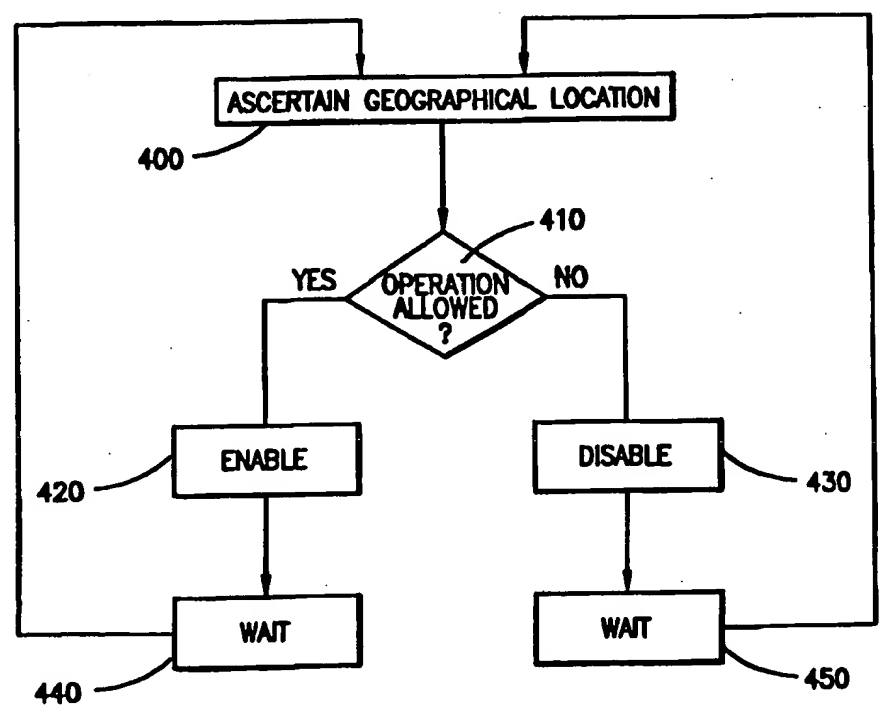 ASCERTAIN GEOGRAPHICAL LOCATION
400
410
YES
OPERATION
ALLOWED
?
NO
ENABLE
420
DISABLE
430
WAIT
440
WAIT
450